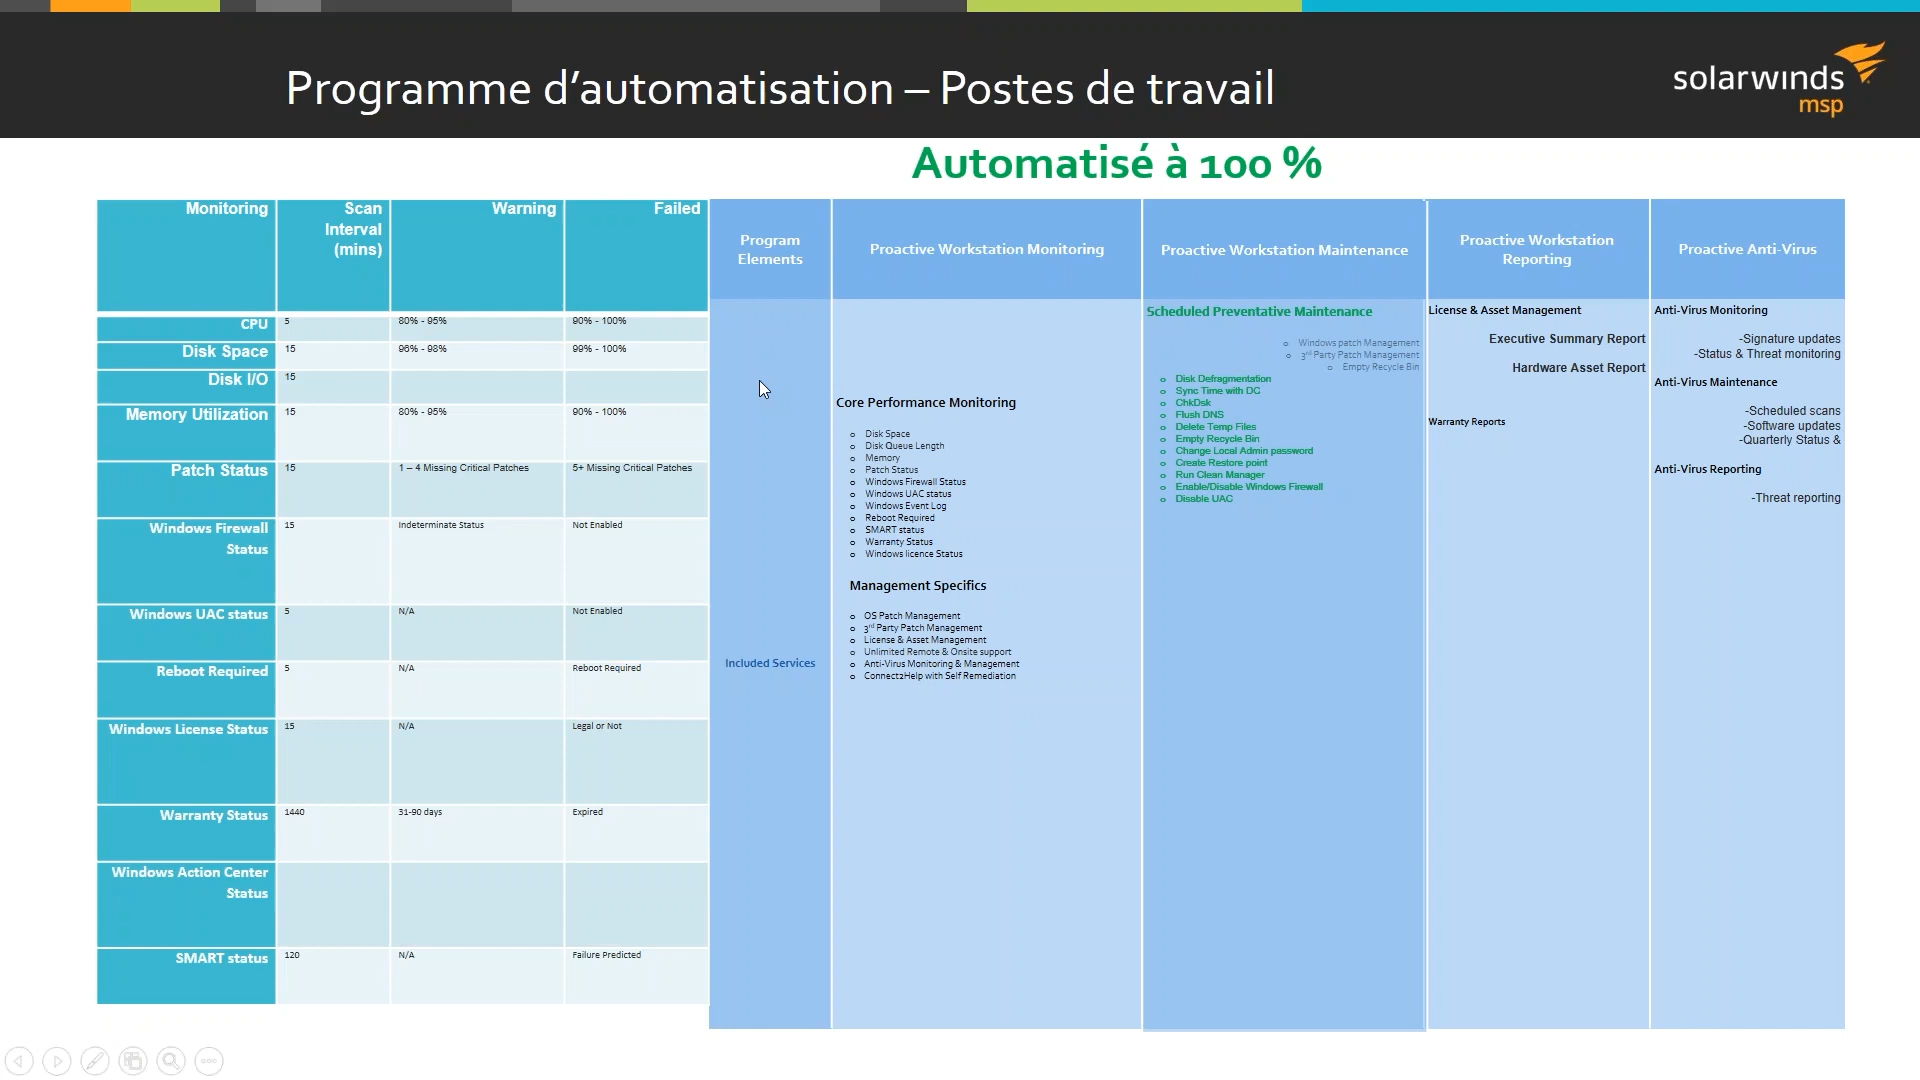 Programme d’automatisation – Postes de travail
solarwinds
msp
Automatisé à 100 %
Monitoring
Scan
Interval
(mins)
Warning
Failed
CPU
5
80% - 95%
90% - 100%
Disk Space
15
96% - 98%
99% - 100%
Disk I/O
15
Memory Utilization
15
80% - 95%
90% - 100%
Patch Status
15
1 – 4 Missing Critical Patches
5+ Missing Critical Patches
Windows Firewall
Status
15
Indeterminate Status
Not Enabled
Windows UAC status
5
N/A
Not Enabled
Reboot Required
5
N/A
Reboot Required
Windows License Status
15
N/A
Legal or Not
Warranty Status
1440
31-90 days
Expired
Windows Action Center
Status
SMART status
120
N/A
Failure Predicted
Program
Elements
Proactive Workstation Monitoring
Proactive Workstation Maintenance
Proactive Workstation
Reporting
Proactive Anti-Virus
Included Services
Core Performance Monitoring
o Disk Space
o Disk Queue Length
o Memory
o Patch Status
o Windows Firewall Status
o Windows UAC status
o Windows Event Log
o Reboot Required
o SMART status
o Warranty Status
o Windows licence Status
Management Specifics
o OS Patch Management
o 3rd Party Patch Management
o License & Asset Management
o Unlimited Remote & Onsite support
o Anti-Virus Monitoring & Management
o Connect2Help with Self Remediation
Scheduled Preventative Maintenance
o Windows patch Management
o 3rd Party Patch Management
o Empty Recycle Bin
o Disk Defragmentation
o Sync Time with DC
o ChkDsk
o Flush DNS
o Delete Temp Files
o Empty Recycle Bin
o Change Local Admin password
o Create Restore point
o Run Clean Manager
o Enable/Disable Windows Firewall
o Disable UAC
License & Asset Management
Executive Summary Report
Hardware Asset Report
Warranty Reports
Anti-Virus Monitoring
-Signature updates
-Status & Threat monitoring
Anti-Virus Maintenance
-Scheduled scans
-Software updates
-Quarterly Status &
Anti-Virus Reporting
-Threat reporting